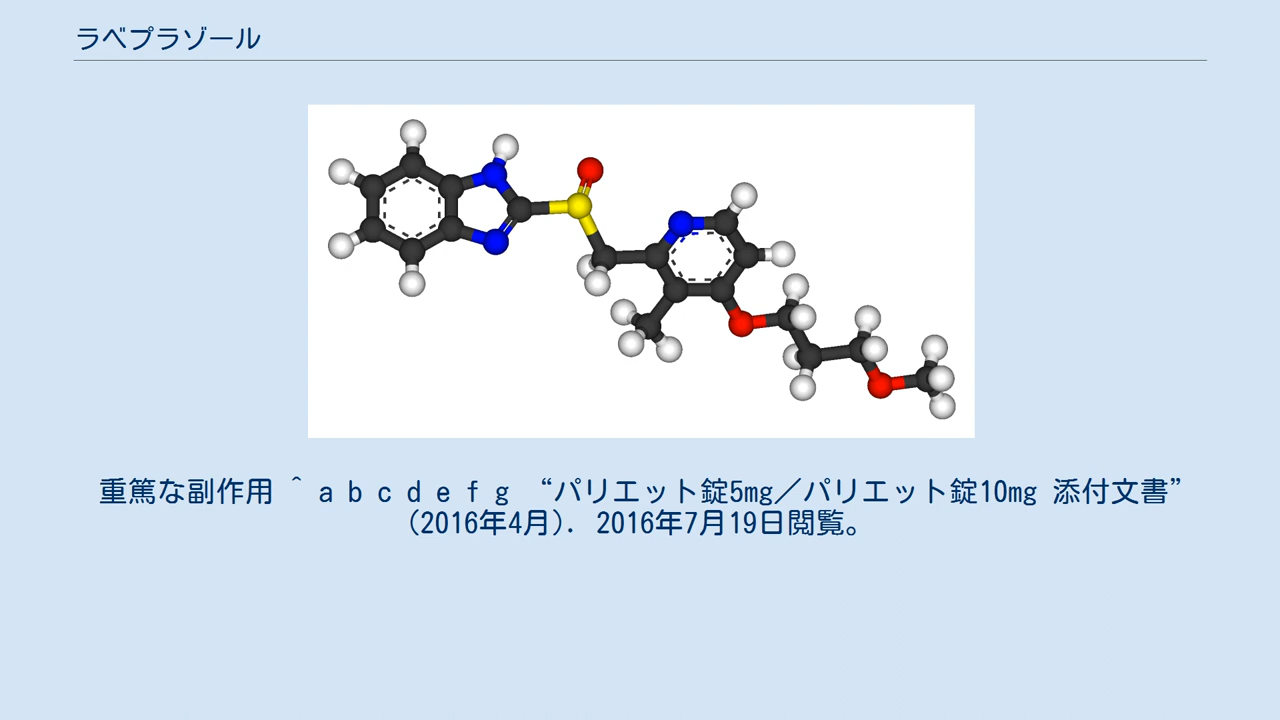 ラベプラゾール
重篤な副作用 ^ a b c d e f g “パリエット錠5mg／パリエット錠10mg 添付文書”
(2016年4月). 2016年7月19日閲覧。